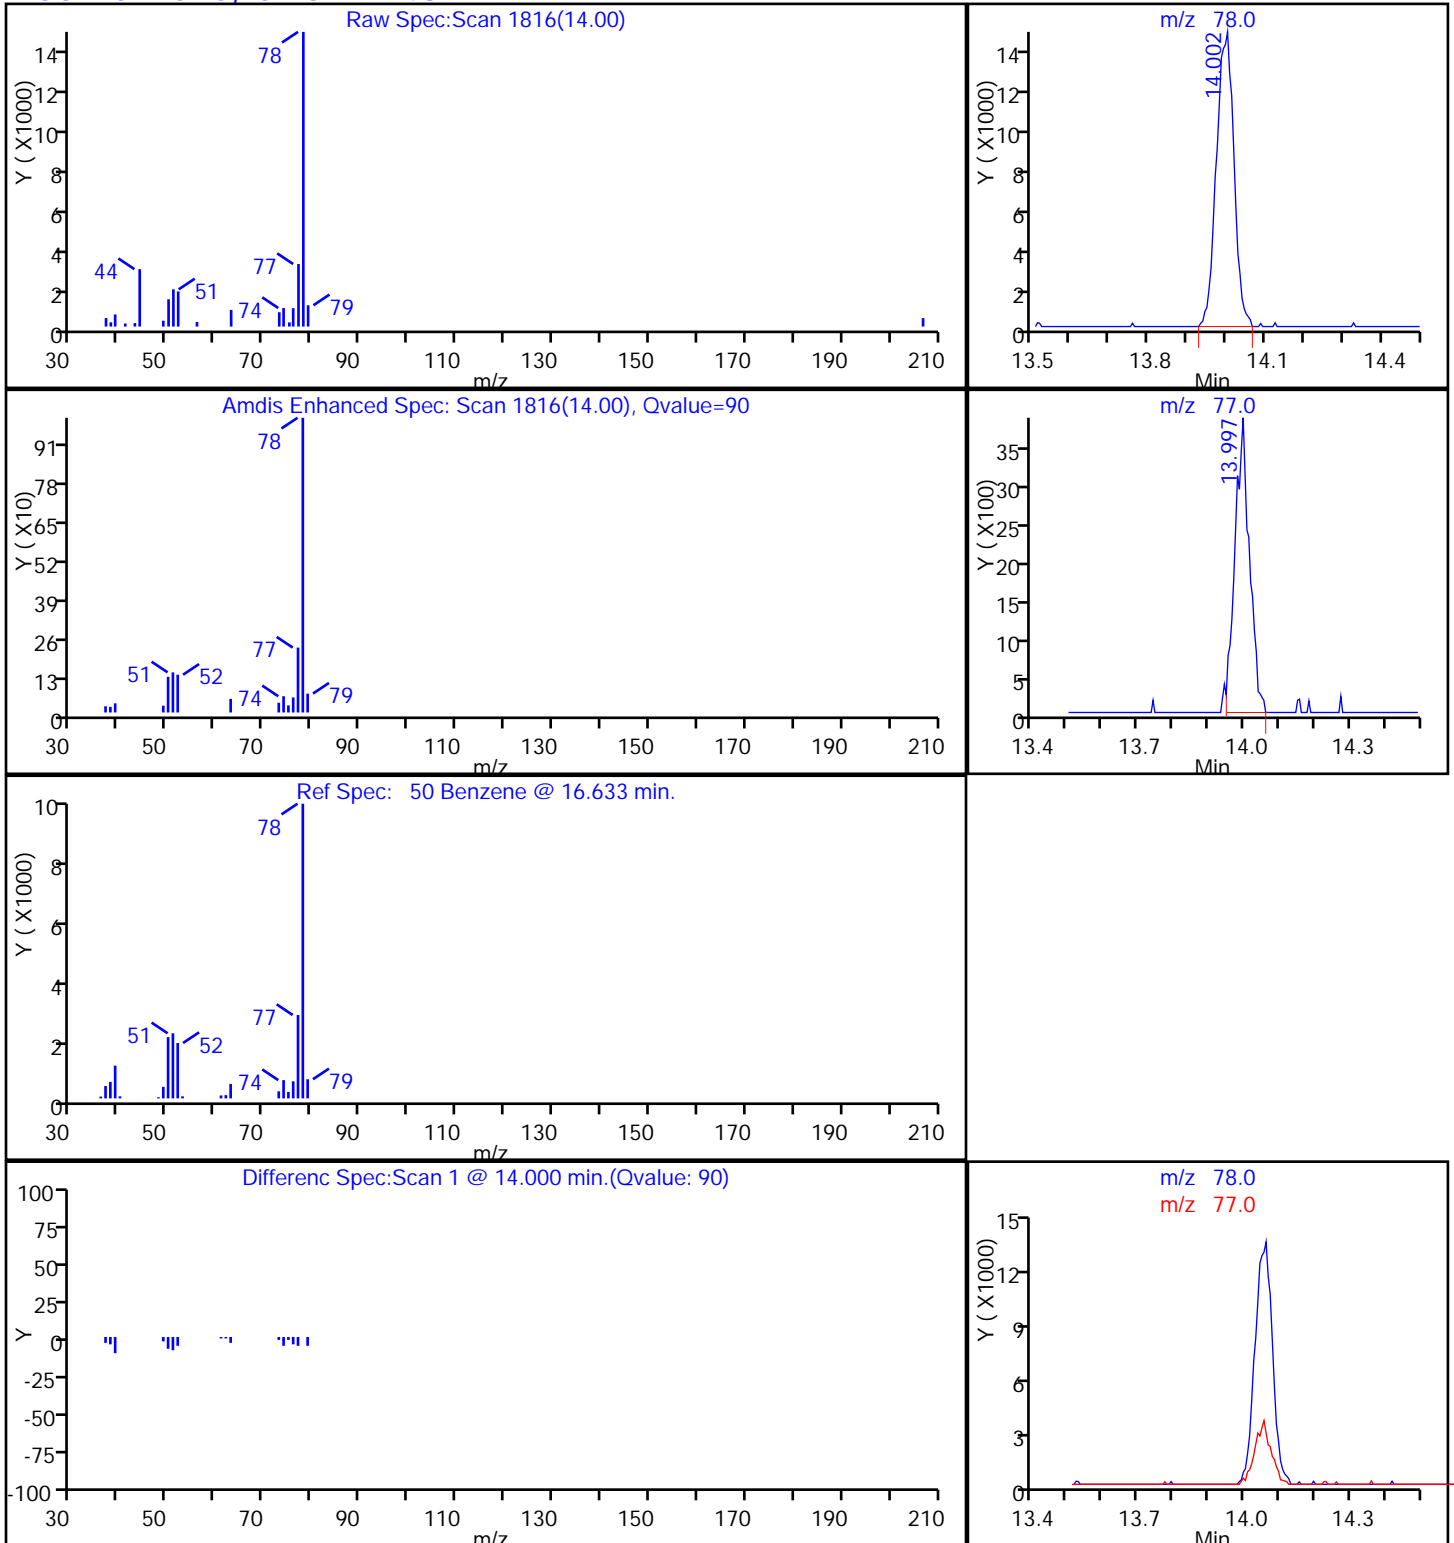 Raw Spec:Scan 1816(14.00)
Y ( X1000)
14
12
10
8
6
4
2
0
78
44
51
77
74
79
30 50 70 90 110 130 150 170 190 210
m/z
m/z 78.0
Y ( X1000)
14
12
10
8
6
4
2
0
14.002
13.5 13.8 14.1 14.4
Min
Amdis Enhanced Spec: Scan 1816(14.00), Qvalue=90
Y ( X10)
91
78
65
52
39
26
13
0
78
51
52
77
74
79
30 50 70 90 110 130 150 170 190 210
m/z
m/z 77.0
Y ( X100)
35
30
25
20
15
10
5
0
13.997
13.4 13.7 14.0 14.3
Min
Ref Spec: 50 Benzene @ 16.633 min.
Y ( X1000)
10
8
6
4
2
0
78
51
52
77
74
79
30 50 70 90 110 130 150 170 190 210
m/z
Differenc Spec:Scan 1 @ 14.000 min.(Qvalue: 90)
Y
100
75
50
25
0
-25
-50
-75
-100
30 50 70 90 110 130 150 170 190 210
m/z
m/z 78.0
m/z 77.0
Y ( X1000)
15
12
9
6
3
0
13.4 13.7 14.0 14.3
Min